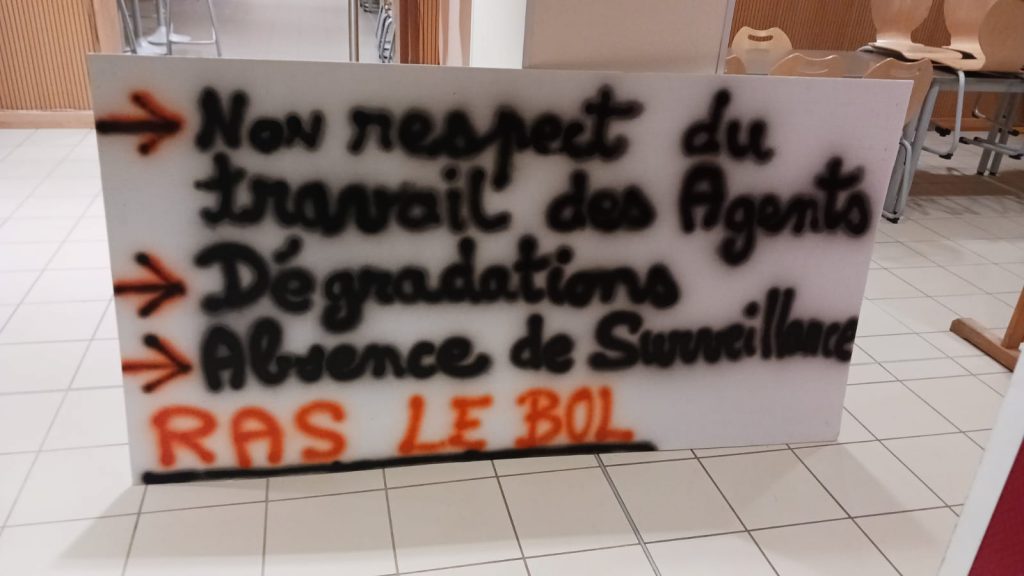 → Non respect du
travail des Agents
→ Dégradations
→ Absence de Surveillance
RAS LE BOL